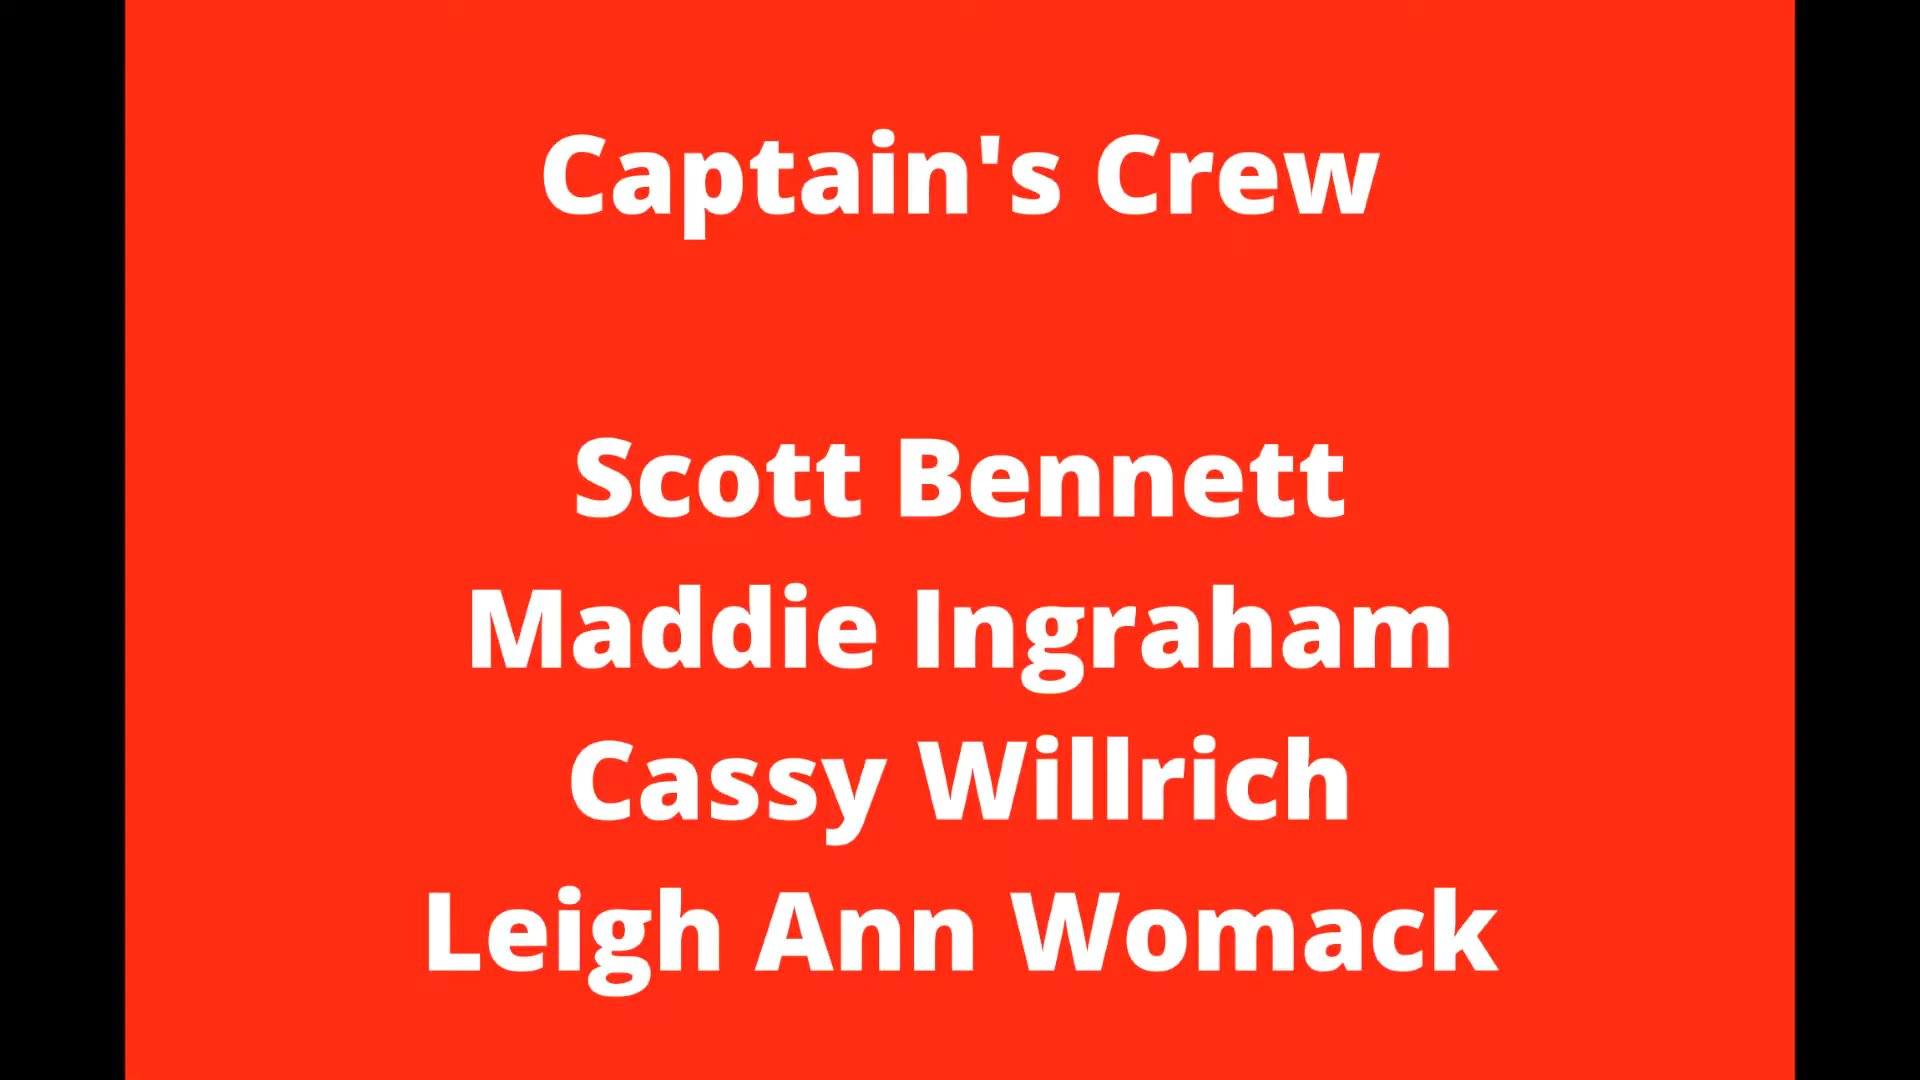 Captain's Crew
Scott Bennett
Maddie Ingraham
Cassy Willrich
Leigh Ann Womack